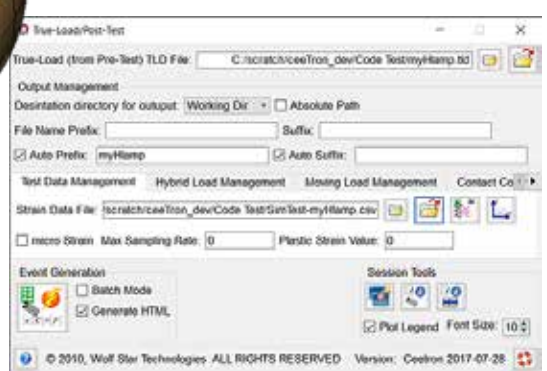 True-Load/Post-Test
True-Load (from Pre-Test) TLD File: C:/scratch/ceeTron_dev/Code Test/myHlamp.tld
Output Management
Desintation directory for outuput: Working Dir Absolute Path
File Name Prefix: Suffix:
Auto Prefix: myHlamp Auto Suffix:
Test Data Management Hybrid Load Management Moving Load Management Contact Co
Strain Data File: /scratch/ceeTron_dev/Code Test/SimTest-myHlamp.csv
micro Strain Max Sampling Rate: 0 Plastic Strain Value: 0
Event Generation Session Tools
Batch Mode
Generate HTML
Plot Legend Font Size: 10
© 2010, Wolf Star Technologies ALL RIGHTS RESERVED Version: Ceetron 2017-07-28